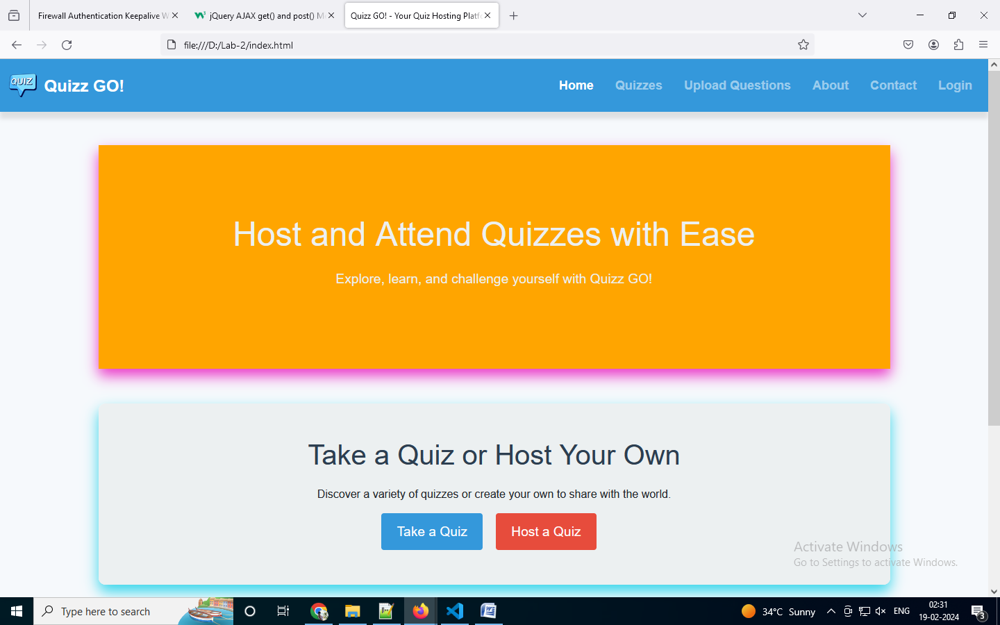 Firewall Authentication Keepalive W
jQuery AJAX get() and post() Me
Quizz GO! - Your Quiz Hosting Platfo
file:///D:/Lab-2/index.html
QUIZ
Quizz GO!
Home
Quizzes
Upload Questions
About
Contact
Login
Host and Attend Quizzes with Ease
Explore, learn, and challenge yourself with Quizz GO!
Take a Quiz or Host Your Own
Discover a variety of quizzes or create your own to share with the world.
Take a Quiz
Host a Quiz
Activate Windows
Go to Settings to activate Windows.
Type here to search
34°C Sunny
ENG
02:31
19-02-2024
3